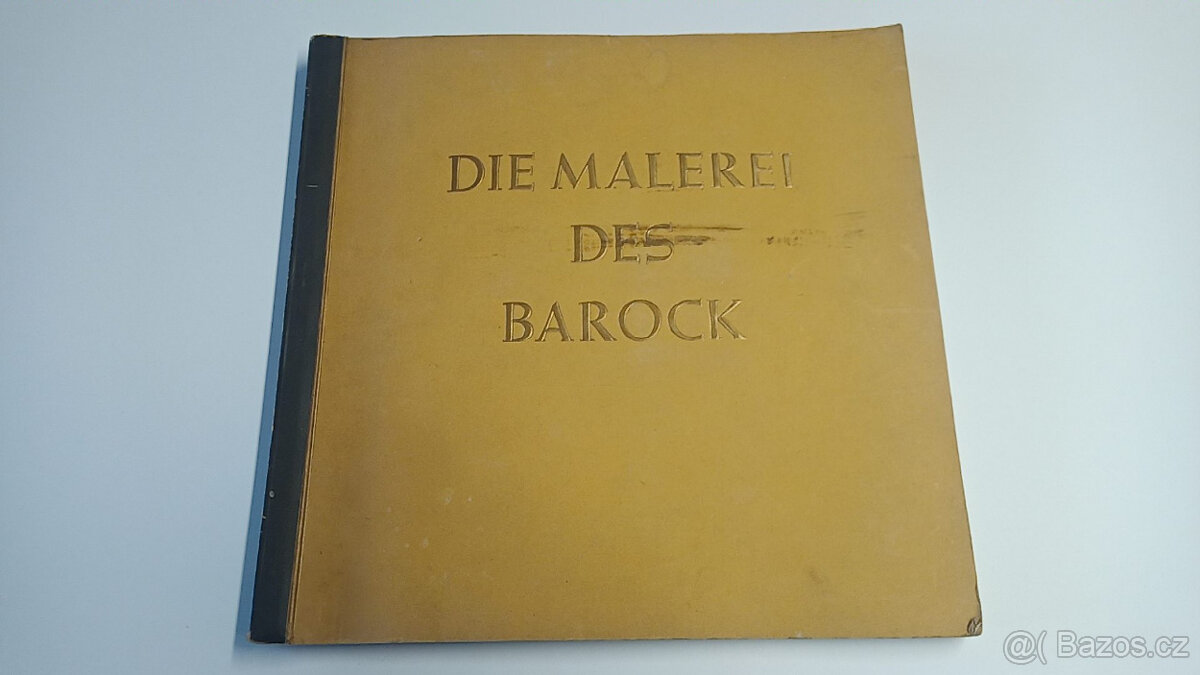 DIE MALEREI
DES
BAROCK
@( Bazos.cz